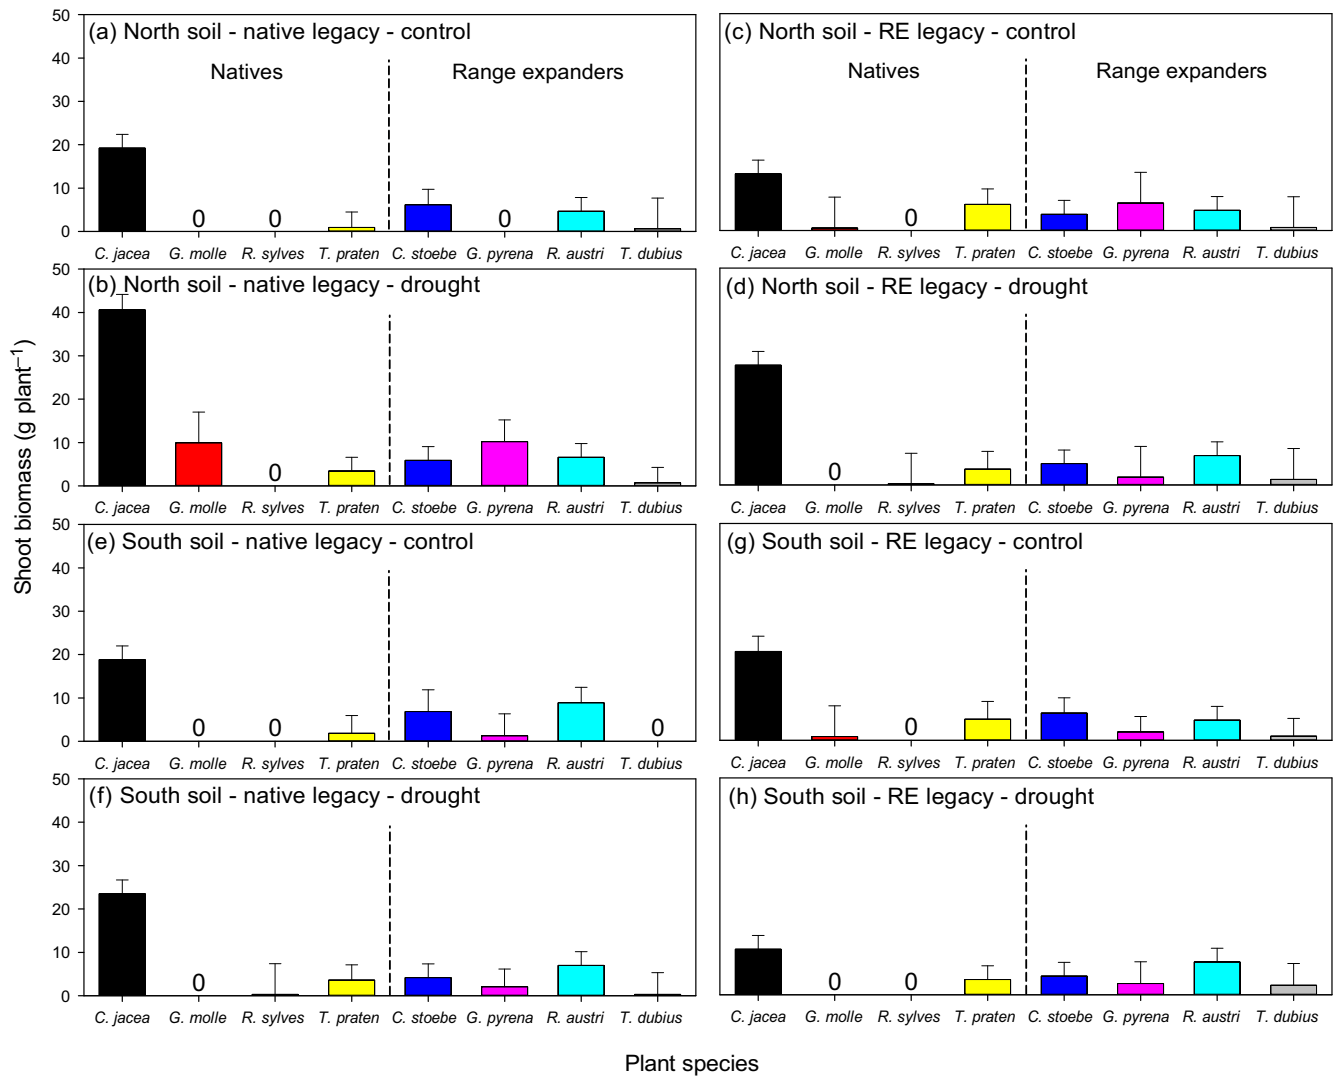 (a) North soil - native legacy - control
Natives
Range expanders
50
40
30
20
10
0
0
0
0
C. jacea G. molle R. sylves T. praten C. stoebe G. pyrena R. austri T. dubius
(c) North soil - RE legacy - control
Natives
Range expanders
0
C. jacea G. molle R. sylves T. praten C. stoebe G. pyrena R. austri T. dubius
(b) North soil - native legacy - drought
50
40
30
20
10
0
0
C. jacea G. molle R. sylves T. praten C. stoebe G. pyrena R. austri T. dubius
(d) North soil - RE legacy - drought
0
C. jacea G. molle R. sylves T. praten C. stoebe G. pyrena R. austri T. dubius
Shoot biomass (g plant⁻¹)
(e) South soil - native legacy - control
50
40
30
20
10
0
0
0
0
C. jacea G. molle R. sylves T. praten C. stoebe G. pyrena R. austri T. dubius
(g) South soil - RE legacy - control
0
C. jacea G. molle R. sylves T. praten C. stoebe G. pyrena R. austri T. dubius
(f) South soil - native legacy - drought
50
40
30
20
10
0
0
C. jacea G. molle R. sylves T. praten C. stoebe G. pyrena R. austri T. dubius
(h) South soil - RE legacy - drought
0
0
C. jacea G. molle R. sylves T. praten C. stoebe G. pyrena R. austri T. dubius
Plant species